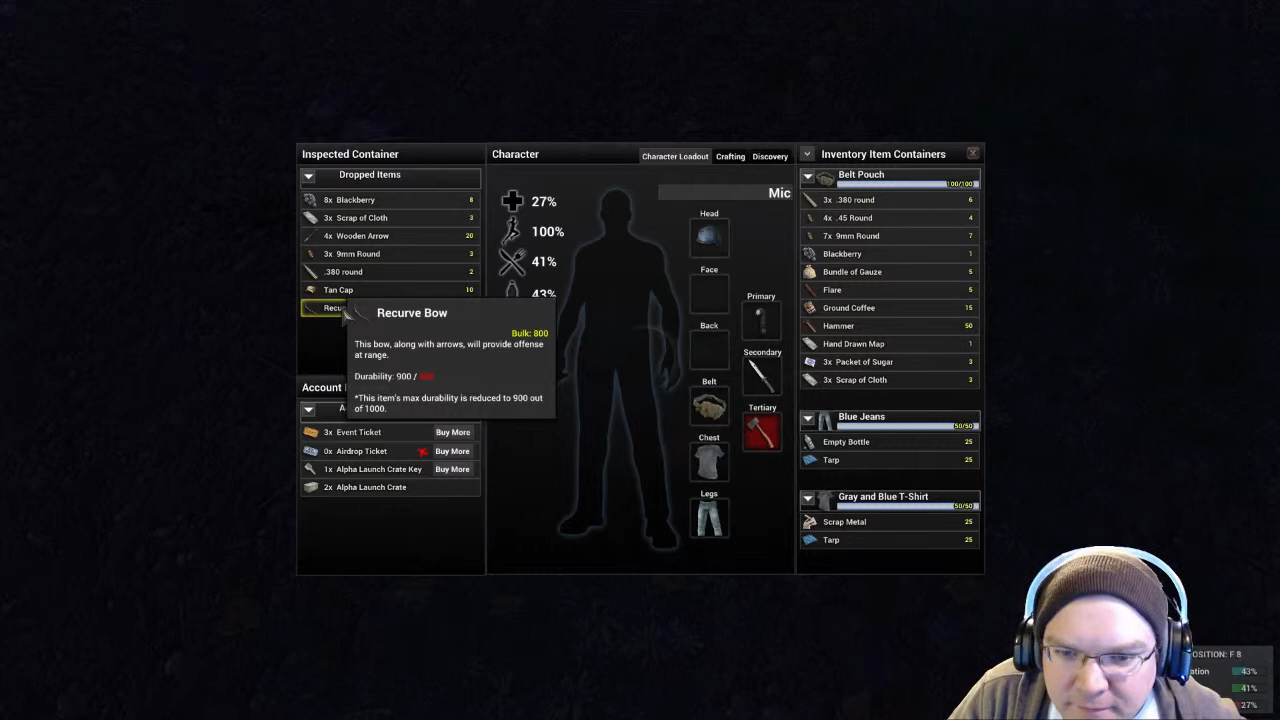 Inspected Container
Dropped Items
8x Blackberry 8
3x Scrap of Cloth 3
4x Wooden Arrow 20
3x 9mm Round 3
.380 round 2
Tan Cap 10
Recurve Bow
Bulk: 800
This bow, along with arrows, will provide offense
at range.
Durability: 900 /
*This item's max durability is reduced to 900 out
of 1000.
Account
3x Event Ticket Buy More
0x Airdrop Ticket Buy More
1x Alpha Launch Crate Key Buy More
2x Alpha Launch Crate
Character
Character Loadout Crafting Discovery
Mic
27%
100%
41%
43%
Head
Face
Back
Belt
Chest
Legs
Primary
Secondary
Tertiary
Inventory Item Containers
Belt Pouch
100/100
3x .380 round 6
4x .45 Round 4
7x 9mm Round 7
Blackberry 1
Bundle of Gauze 5
Flare 5
Ground Coffee 15
Hammer 50
Hand Drawn Map 1
3x Packet of Sugar 3
3x Scrap of Cloth 3
Blue Jeans
50/50
Empty Bottle 25
Tarp 25
Gray and Blue T-Shirt
50/50
Scrap Metal 25
Tarp 25
OSITION: F 8
ation 43%
41%
27%